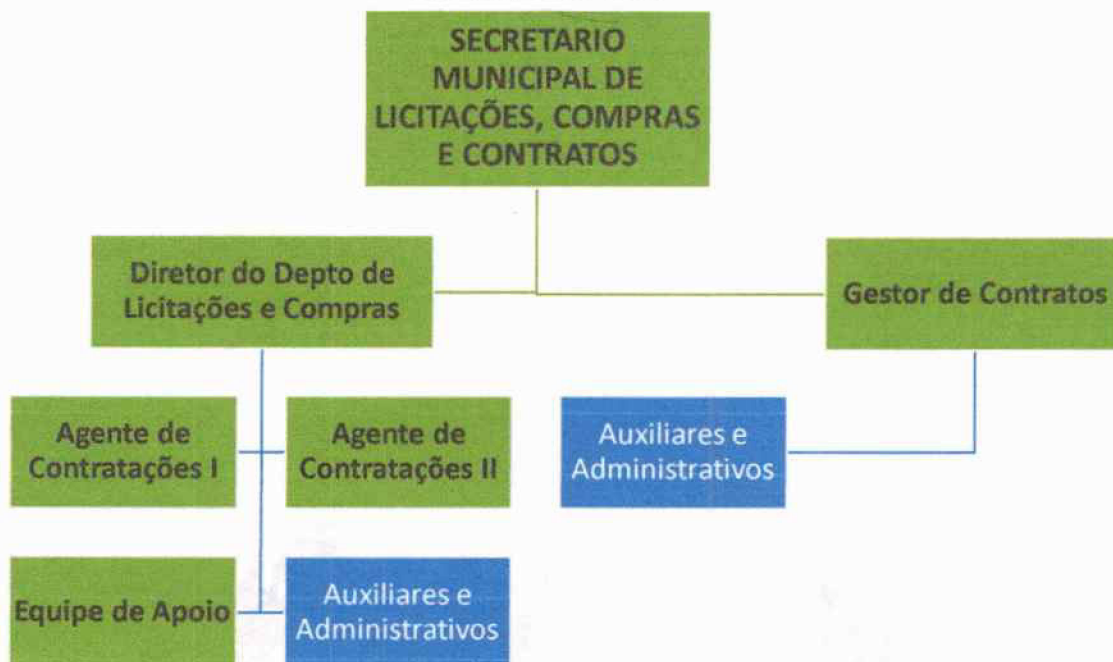 SECRETARIO
MUNICIPAL DE
LICITAÇÕES, COMPRAS
E CONTRATOS
Diretor do Depto de
Licitações e Compras
Gestor de Contratos
Agente de
Contratações I
Agente de
Contratações II
Auxiliares e
Administrativos
Equipe de Apoio
Auxiliares e
Administrativos